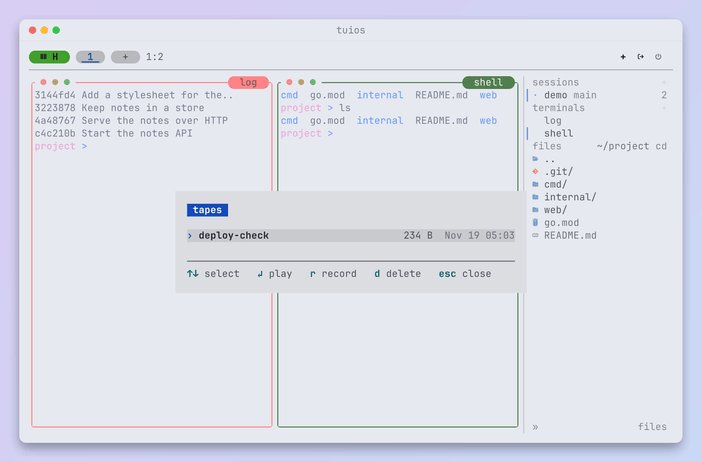 tuios
H 1 + 1:2
log
3144fd4 Add a stylesheet for the..
3223878 Keep notes in a store
4a48767 Serve the notes over HTTP
c4c210b Start the notes API
project >
shell
cmd go.mod internal README.md web
project > ls
cmd go.mod internal README.md web
project >
tapes
› deploy-check 234 B Nov 19 05:03
↑↓ select ↲ play r record d delete esc close
sessions
· demo main 2
terminals
log
shell
files ~/project cd
..
.git/
cmd/
internal/
web/
go.mod
README.md
» files